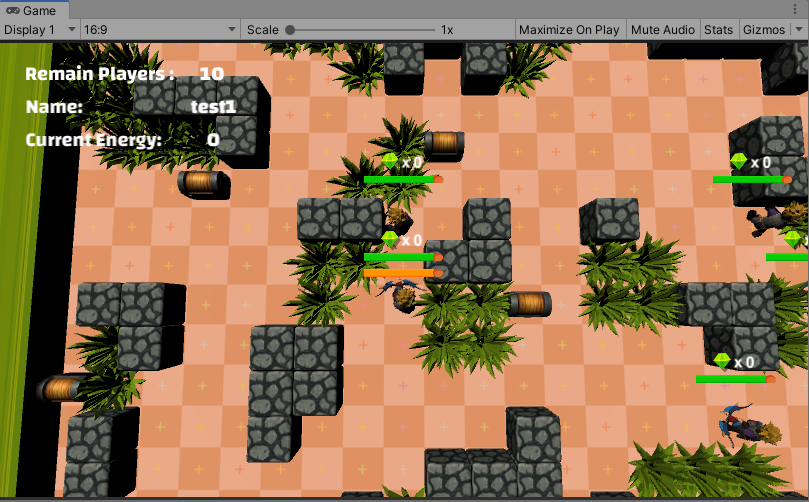 Game
Display 1 16:9 Scale 1x Maximize On Play Mute Audio Stats Gizmos
Remain Players : 10
Name: test1
Current Energy: 0
x 0
x 0
x 0
x
x 0